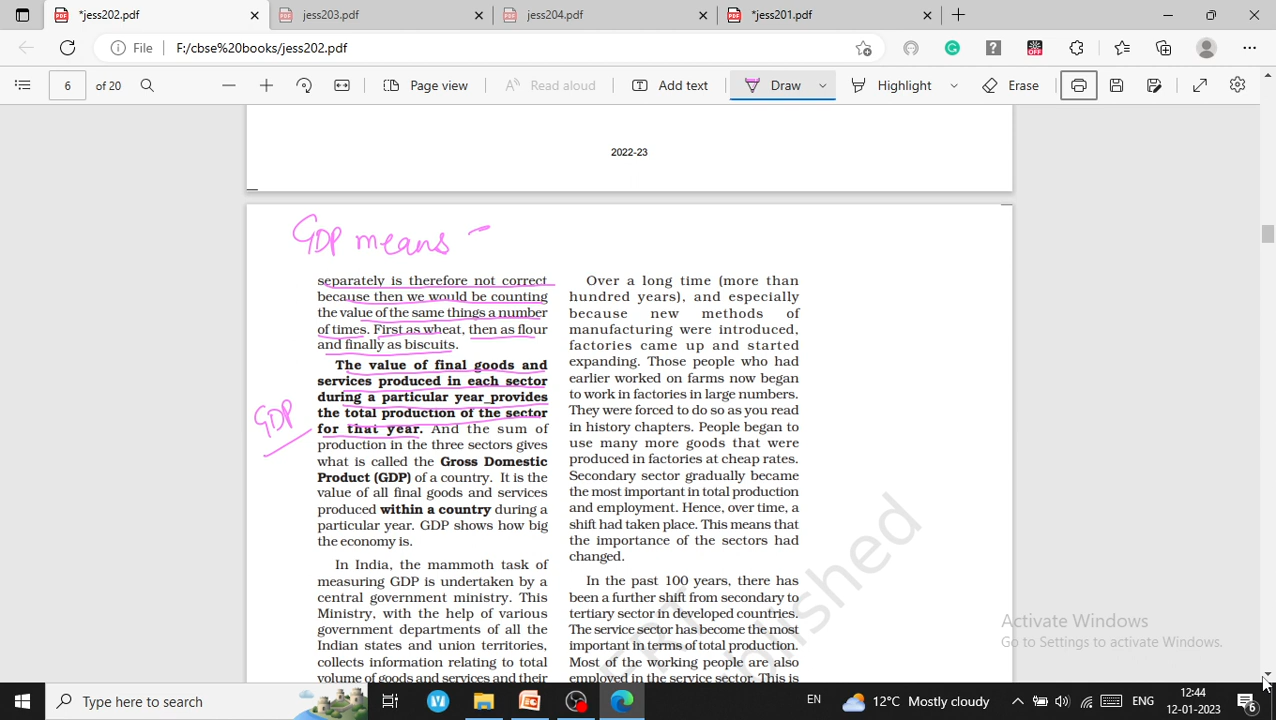 *jess202.pdf
jess203.pdf
jess204.pdf
*jess201.pdf
File
F:/cbse%20books/jess202.pdf
OFF
6
of 20
Page view
Read aloud
Add text
Draw
Highlight
Erase
2022-23
GDP means -
separately is therefore not correct
because then we would be counting
the value of the same things a number
of times. First as wheat, then as flour
and finally as biscuits.
The value of final goods and
services produced in each sector
during a particular year provides
the total production of the sector
for that year. And the sum of
production in the three sectors gives
what is called the Gross Domestic
Product (GDP) of a country. It is the
value of all final goods and services
produced within a country during a
particular year. GDP shows how big
the economy is.
GDP
In India, the mammoth task of
measuring GDP is undertaken by a
central government ministry. This
Ministry, with the help of various
government departments of all the
Indian states and union territories,
collects information relating to total
volume of goods and services and their
Over a long time (more than
hundred years), and especially
because new methods of
manufacturing were introduced,
factories came up and started
expanding. Those people who had
earlier worked on farms now began
to work in factories in large numbers.
They were forced to do so as you read
in history chapters. People began to
use many more goods that were
produced in factories at cheap rates.
Secondary sector gradually became
the most important in total production
and employment. Hence, over time, a
shift had taken place. This means that
the importance of the sectors had
changed.
In the past 100 years, there has
been a further shift from secondary to
tertiary sector in developed countries.
The service sector has become the most
important in terms of total production.
Most of the working people are also
employed in the service sector. This is
Activate Windows
Go to Settings to activate Windows.
Type here to search
EN
12°C Mostly cloudy
ENG
12:44
12-01-2023
6